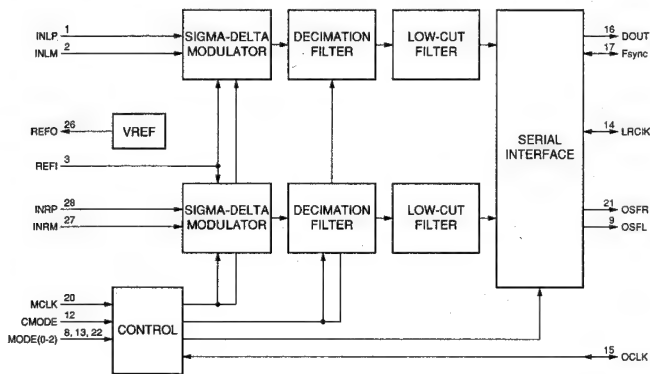 INLP 1
INLM 2
SIGMA-DELTA
MODULATOR
DECIMATION
FILTER
LOW-CUT
FILTER
16 DOUT
17 Fsync
REFO 26
VREF
14 LRClK
REFI 3
SERIAL
INTERFACE
INRP 28
INRM 27
SIGMA-DELTA
MODULATOR
DECIMATION
FILTER
LOW-CUT
FILTER
21 OSFR
9 OSFL
MCLK 20
CMODE 12
MODE(0-2) 8, 13, 22
CONTROL
15 OCLK